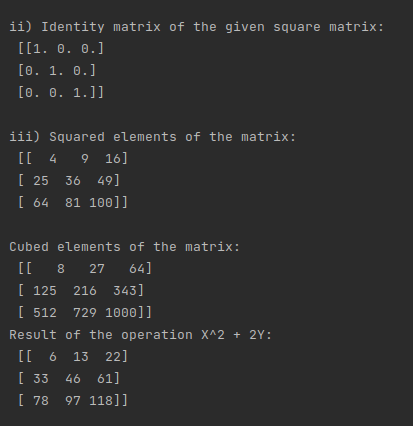 ii) Identity matrix of the given square matrix:
[[1. 0. 0.]
[0. 1. 0.]
[0. 0. 1.]]
iii) Squared elements of the matrix:
[[  4   9  16]
[ 25  36  49]
[ 64  81 100]]
Cubed elements of the matrix:
[[   8   27   64]
[ 125  216  343]
[ 512  729 1000]]
Result of the operation X^2 + 2Y:
[[  6  13  22]
[ 33  46  61]
[ 78  97 118]]